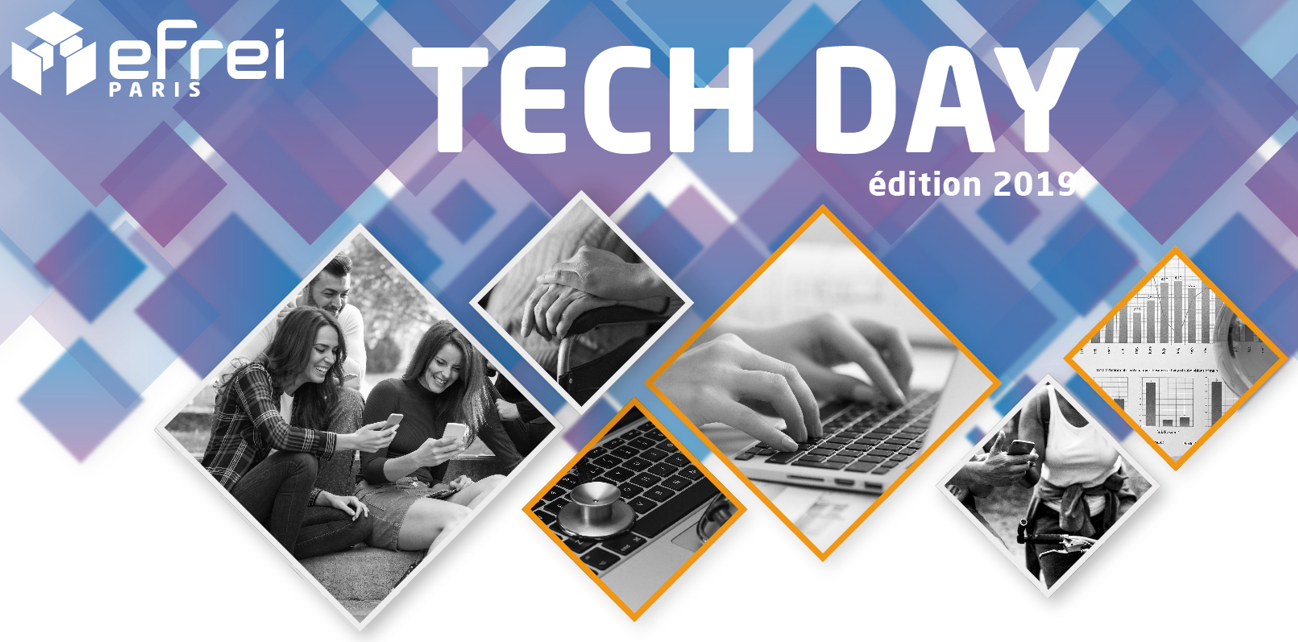 efrei
PARIS
TECH DAY
édition 2019